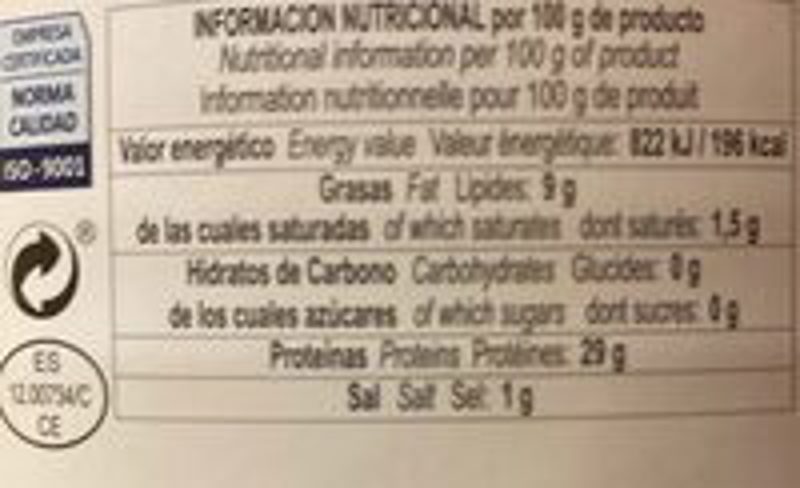 EMPRESA
CERTIFICADA
NORMA
CALIDAD
ISO-9001
®
ES
12.00754/C
CE
INFORMACION NUTRICIONAL por 100 g de producto
Nutritional information per 100 g of product
Information nutritionnelle pour 100 g de produit
Valor energético Energy value Valeur énergétique: 822 kJ / 196 kcal
Grasas Fat Lipides: 9 g
de las cuales saturadas of which saturates dont saturés: 1,5 g
Hidratos de Carbono Carbohydrates Glucides: 0 g
de los cuales azúcares of which sugars dont sucres: 0 g
Proteinas Proteins Protéines: 29 g
Sal Salt Sel: 1 g